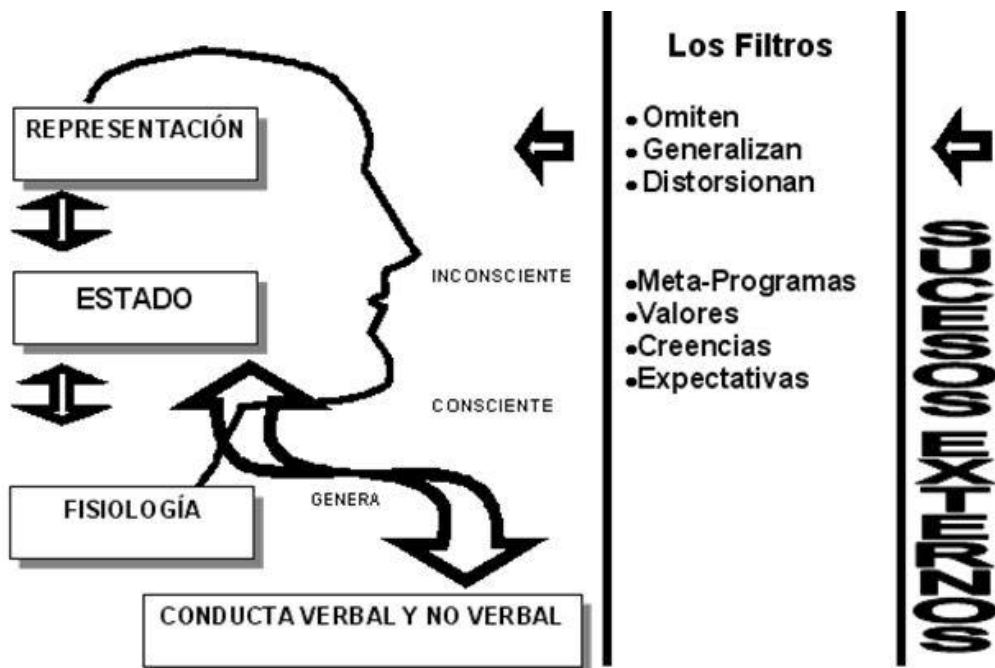 Los Filtros
• Omiten
• Generalizan
• Distorsionan
• Meta-Programas
• Valores
• Creencias
• Expectativas
REPRESENTACIÓN
ESTADO
FISIOLOGÍA
INCONSCIENTE
CONSCIENTE
GENERA
CONDUCTA VERBAL Y NO VERBAL
SUCESOS EXTERNOS